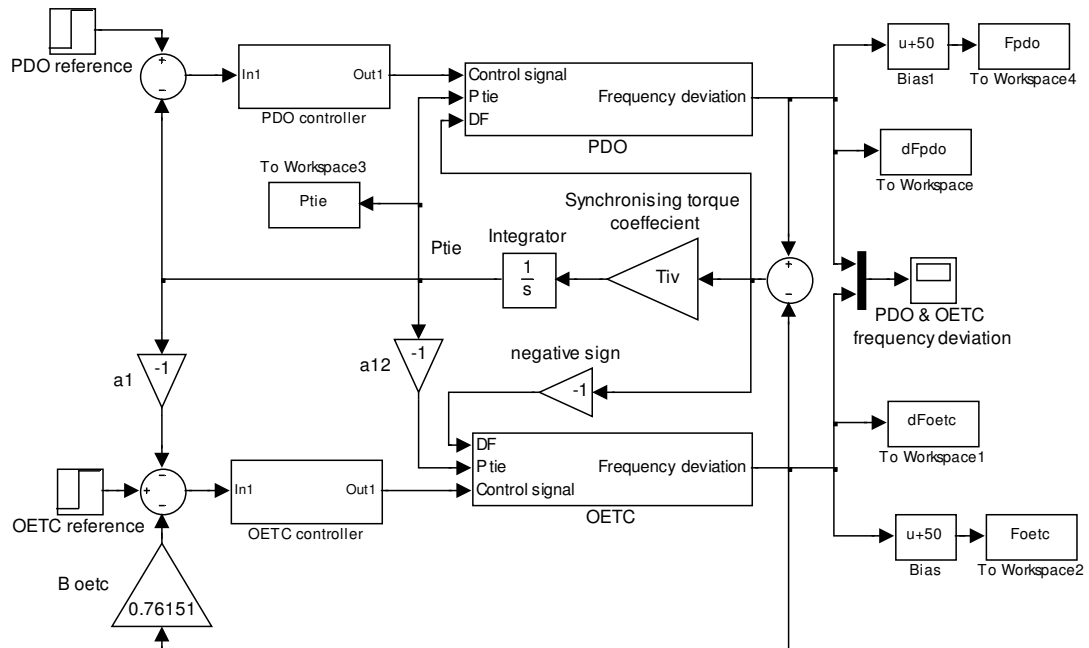 PDO reference
+
−
In1
Out1
PDO controller
Control signal
Ptie
DF
Frequency deviation
PDO
u+50
Bias1
Fpdo
To Workspace4
dFpdo
To Workspace
To Workspace3
Ptie
Ptie
Integrator
1
s
Synchronising torque
coeffecient
Tiv
+
−
PDO & OETC
frequency deviation
a1
-1
a12
-1
negative sign
-1
DF
Ptie
Control signal
Frequency deviation
OETC
dFoetc
To Workspace1
OETC reference
−
+
−
In1
Out1
OETC controller
u+50
Bias
Foetc
To Workspace2
B oetc
0.76151